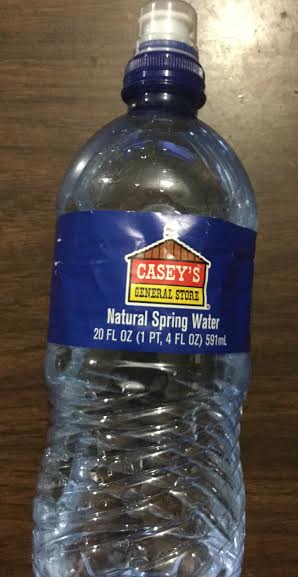 CASEY'S
GENERAL STORE
Natural Spring Water
20 FL OZ (1 PT, 4 FL OZ) 591mL